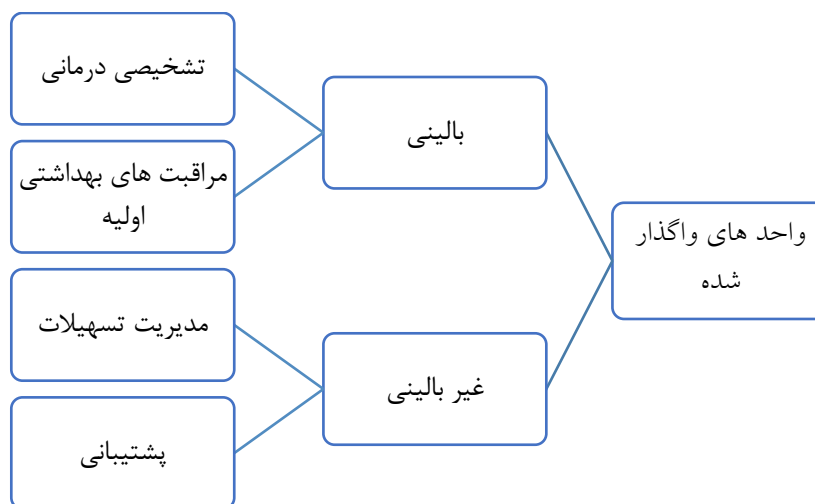 واحد های واگذار
شده
بالینی
تشخیصی درمانی
مراقبت های بهداشتی
اولیه
غیر بالینی
مدیریت تسهیلات
پشتیبانی